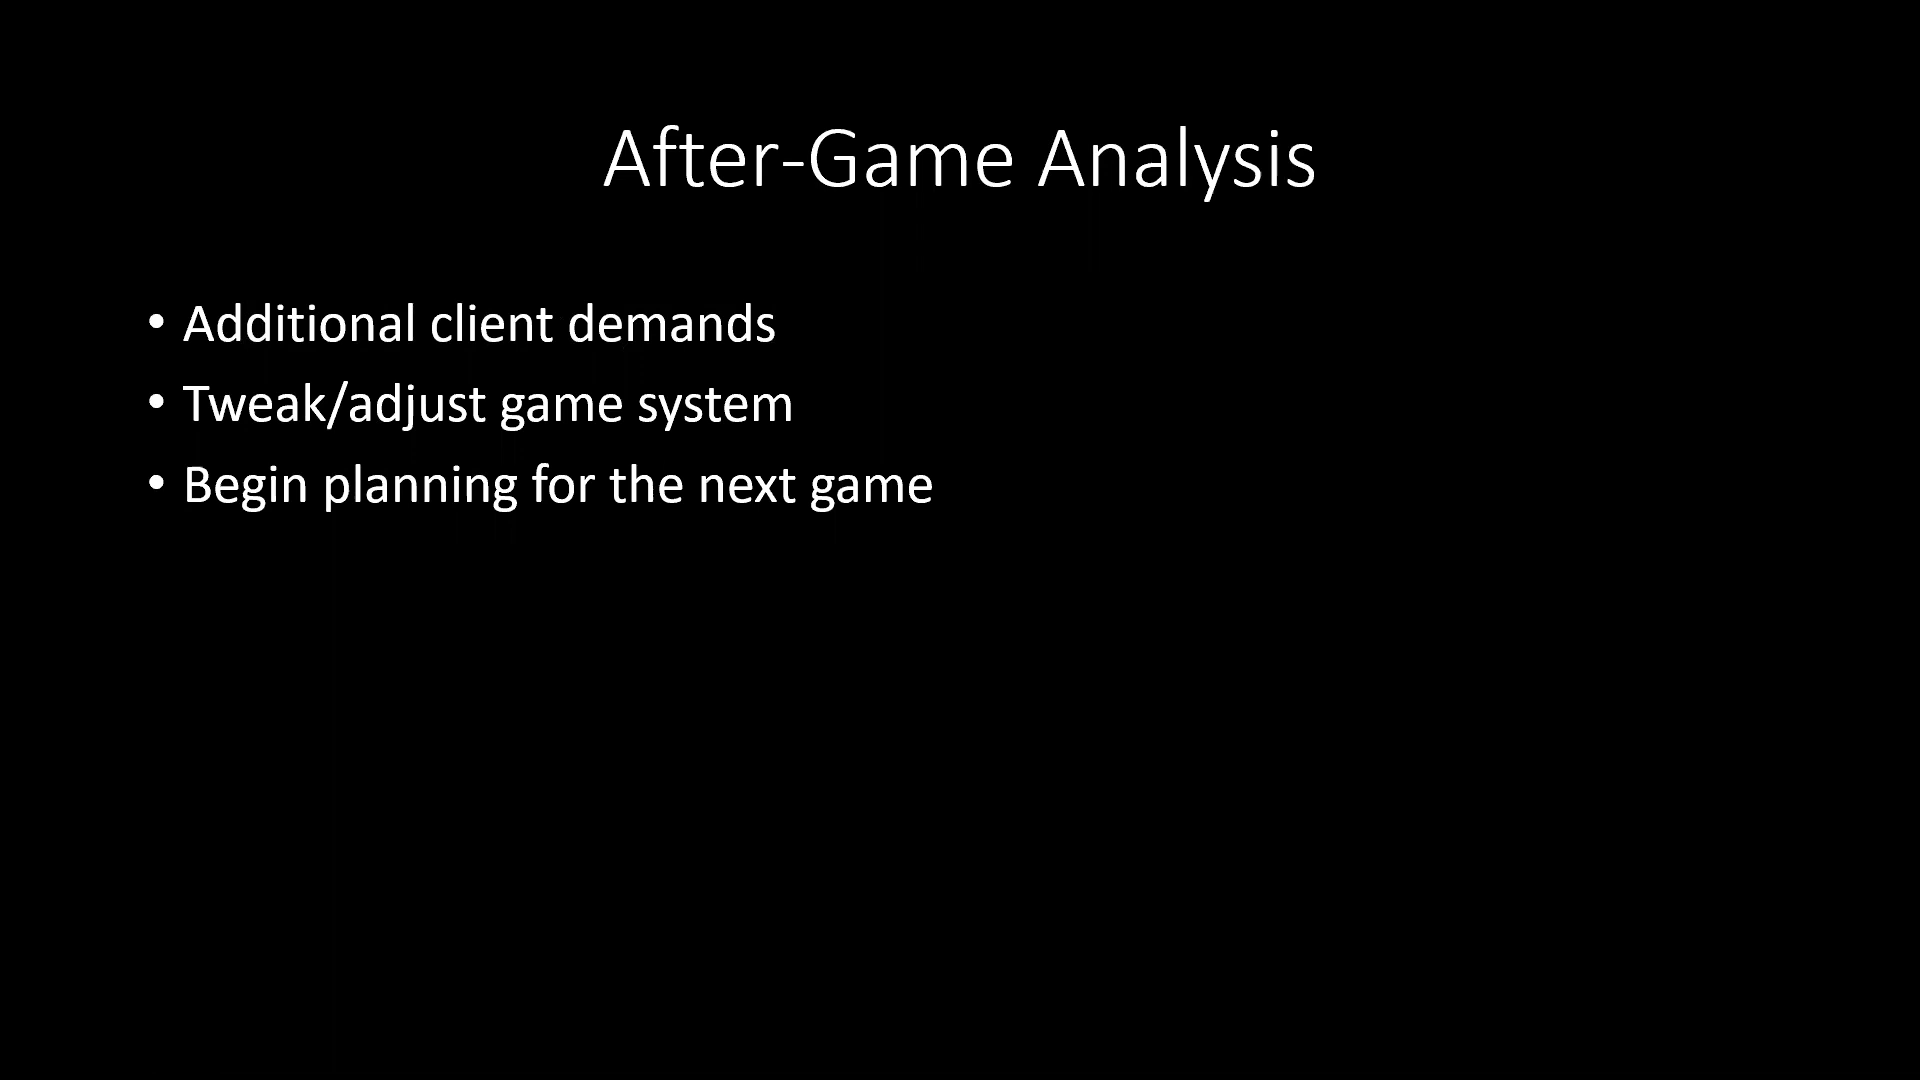 After-Game Analysis
• Additional client demands
• Tweak/adjust game system
• Begin planning for the next game